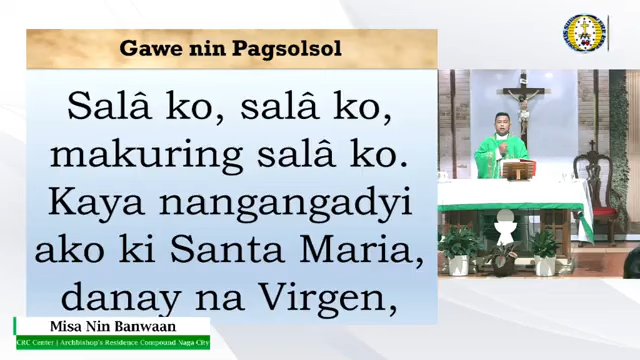 Gawe nin Pagsolsol
Salâ ko, salâ ko,
makuring salâ ko.
Kaya nangangadyi
ako ki Santa Maria,
danay na Virgen,
Misa Nin Banwaan
CRC Center | Archbishop's Residence Compound Naga City